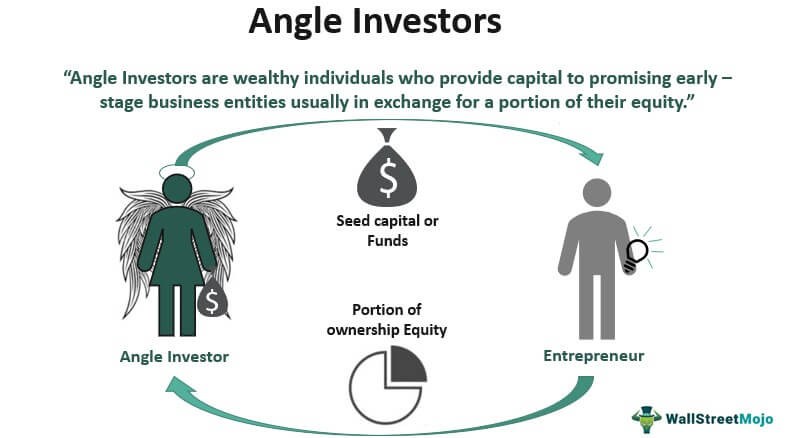 Angle Investors
“Angle Investors are wealthy individuals who provide capital to promising early –
stage business entities usually in exchange for a portion of their equity.”
$
Seed capital or
Funds
$
Portion of
ownership Equity
Angle Investor
Entrepreneur
WallStreetMojo